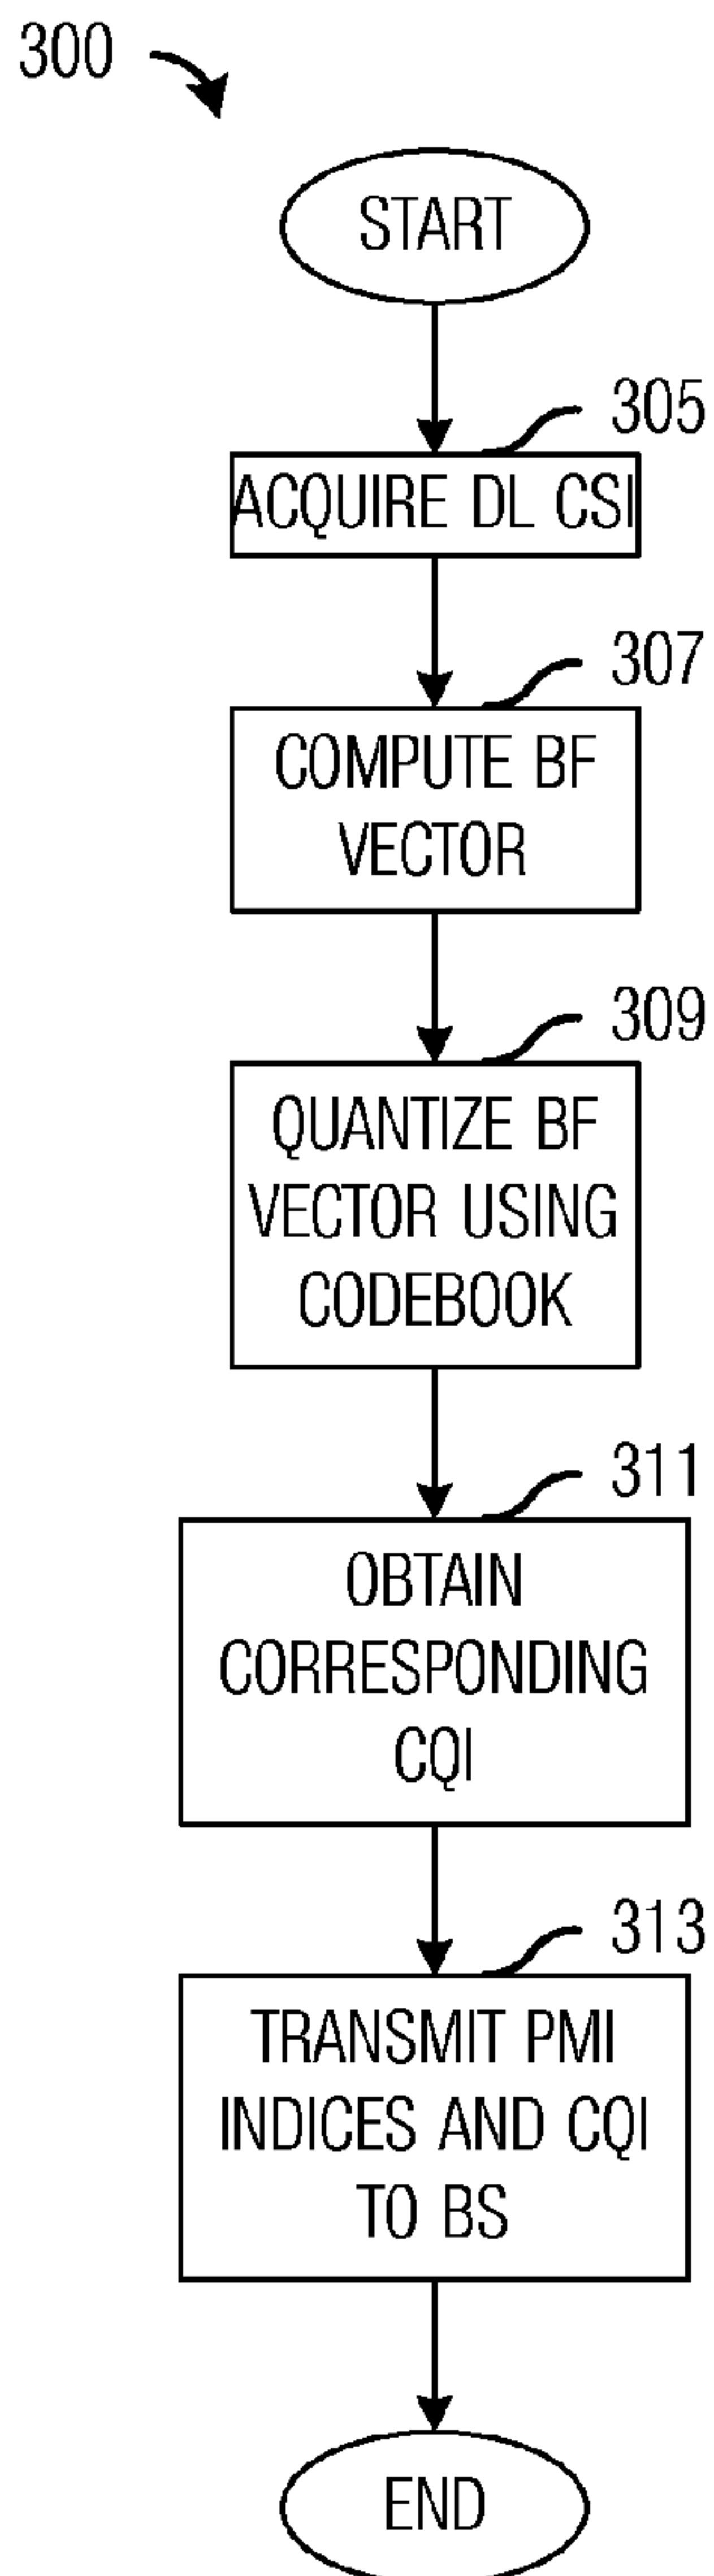 300
START
305
ACQUIRE DL CSI
307
COMPUTE BF
VECTOR
309
QUANTIZE BF
VECTOR USING
CODEBOOK
311
OBTAIN
CORRESPONDING
CQI
313
TRANSMIT PMI
INDICES AND CQI
TO BS
END